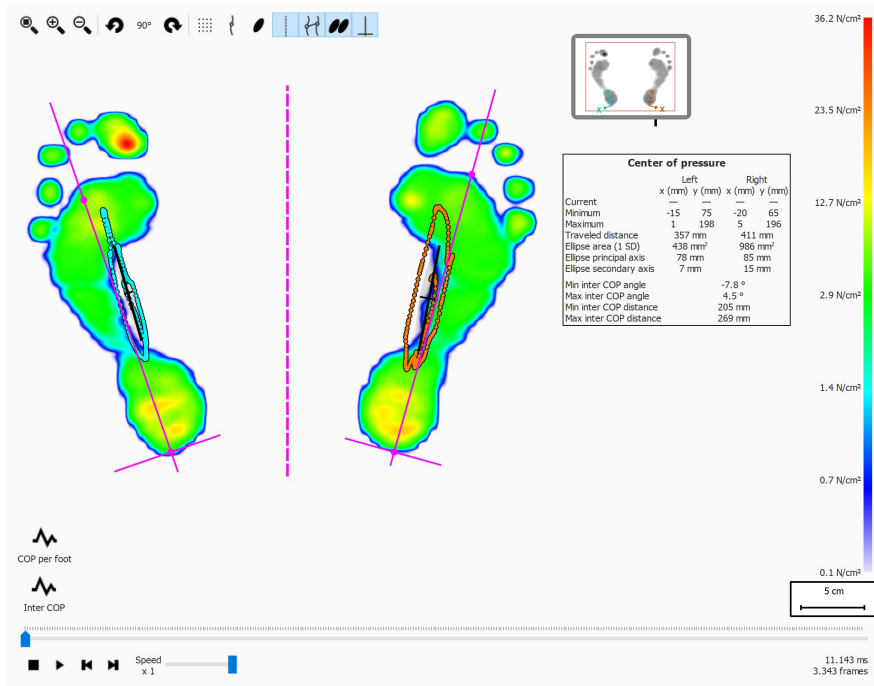 90°
36.2 N/cm²
23.5 N/cm²
12.7 N/cm²
2.9 N/cm²
1.4 N/cm²
0.7 N/cm²
0.1 N/cm²
x
x
Center of pressure
Left Right
x (mm) y (mm) x (mm) y (mm)
Current — — — —
Minimum -15 75 -20 65
Maximum 1 198 5 196
Traveled distance 357 mm 411 mm
Ellipse area (1 SD) 438 mm² 986 mm²
Ellipse principal axis 78 mm 85 mm
Ellipse secondary axis 7 mm 15 mm
Min inter COP angle -7.8 °
Max inter COP angle 4.5 °
Min inter COP distance 205 mm
Max inter COP distance 269 mm
COP per foot
Inter COP
5 cm
Speed
x 1
11.143 ms
3.343 frames